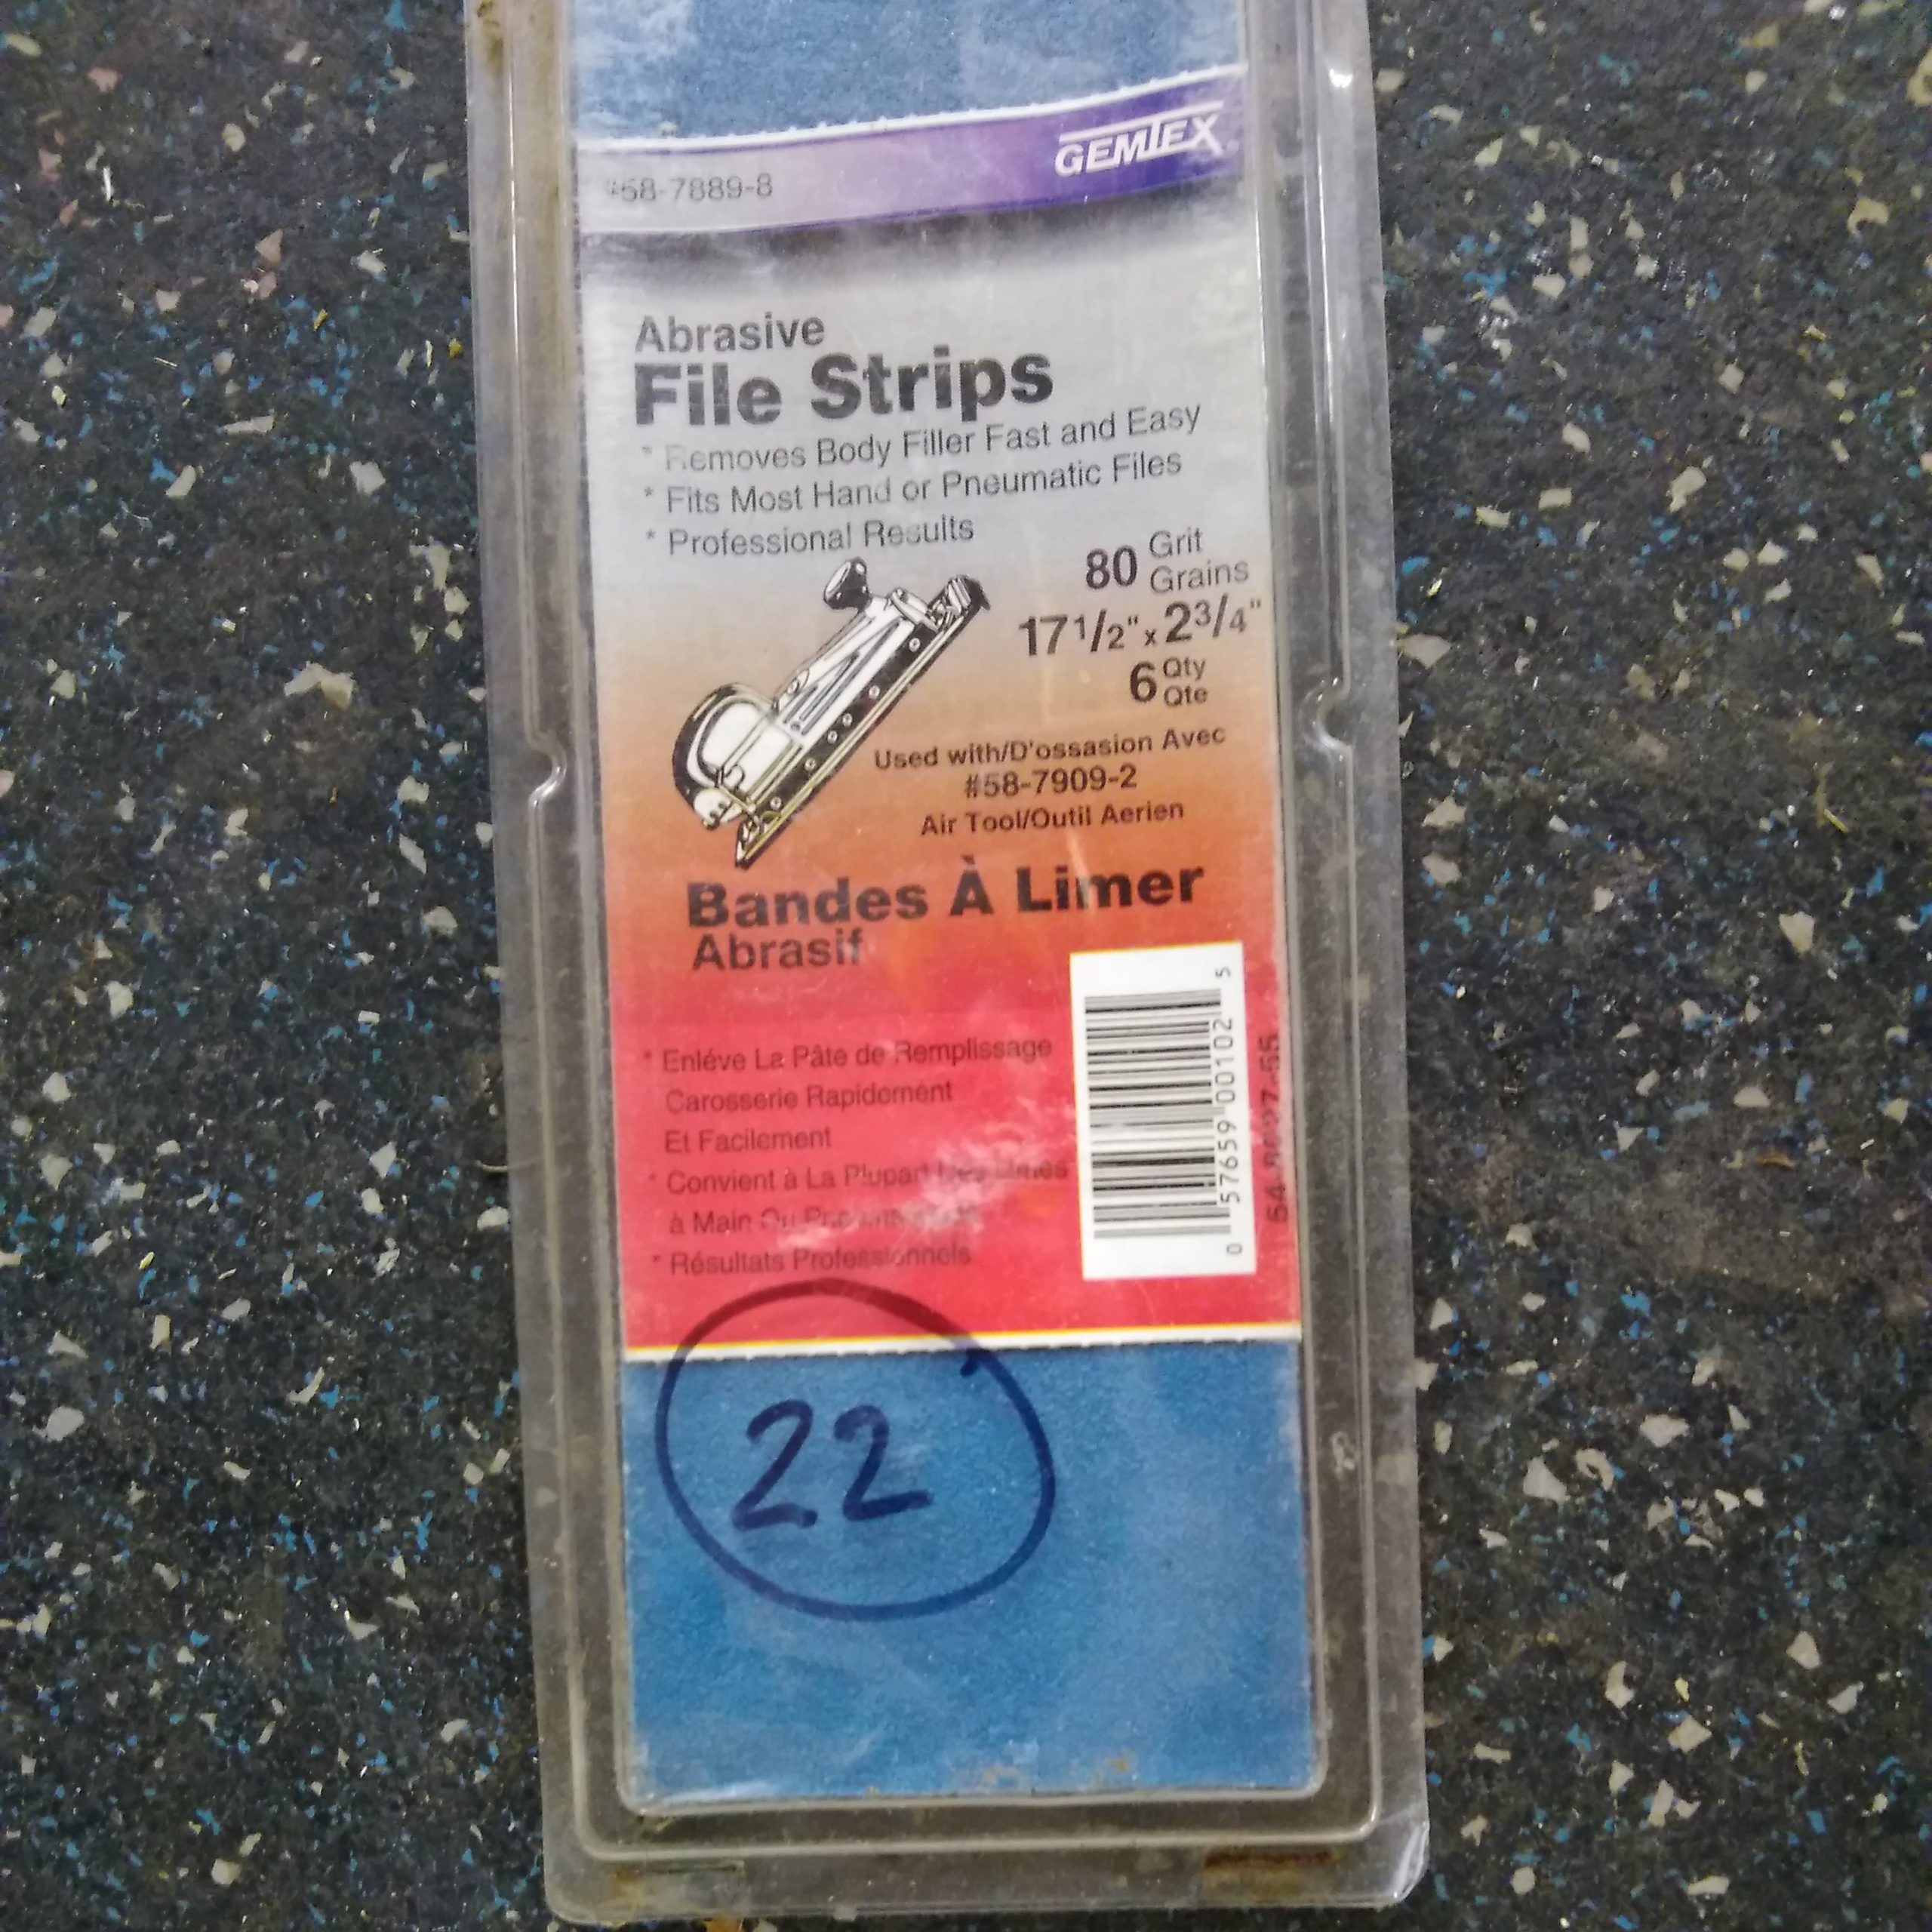 GEMTEX
#58-7889-8
Abrasive
File Strips
* Removes Body Filler Fast and Easy
* Fits Most Hand or Pneumatic Files
* Professional Results
80 Grit
Grains
17 1/2" x 2 3/4"
6 Qty
Qte
Used with/D'ossasion Avec
#58-7909-2
Air Tool/Outil Aerien
Bandes À Limer
Abrasif
* Enléve La Pâte de Remplissage
Carosserie Rapidement
Et Facilement
* Convient à La Plupart Des Limes
à Main Ou
* Résultats Professionnels
0 57659 00102 5
22